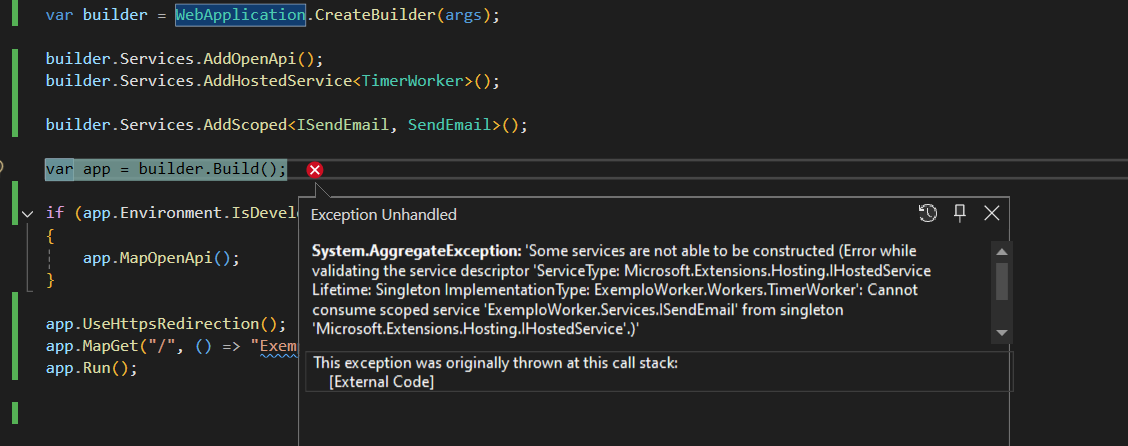 var builder = WebApplication.CreateBuilder(args);
builder.Services.AddOpenApi();
builder.Services.AddHostedService<TimerWorker>();
builder.Services.AddScoped<ISendEmail, SendEmail>();
var app = builder.Build();
if (app.Environment.IsDevel
{
app.MapOpenApi();
}
app.UseHttpsRedirection();
app.MapGet("/", () => "Exem
app.Run();
Exception Unhandled
System.AggregateException: 'Some services are not able to be constructed (Error while
validating the service descriptor 'ServiceType: Microsoft.Extensions.Hosting.IHostedService
Lifetime: Singleton ImplementationType: ExemploWorker.Workers.TimerWorker': Cannot
consume scoped service 'ExemploWorker.Services.ISendEmail' from singleton
'Microsoft.Extensions.Hosting.IHostedService'.)'
This exception was originally thrown at this call stack:
[External Code]